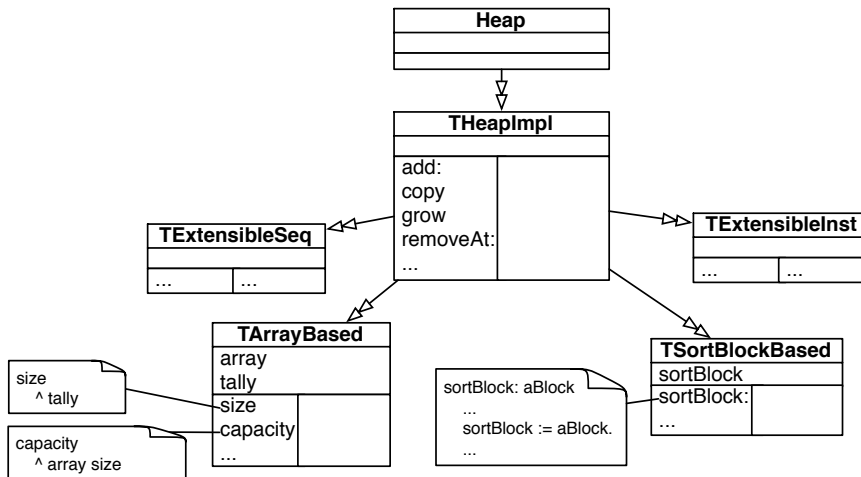 Heap
THeapImpl
add:
copy
grow
removeAt:
...
TExtensibleSeq
... ...
TExtensibleInst
... ...
TArrayBased
array
tally
size
capacity
...
TSortBlockBased
sortBlock
sortBlock:
...
size
^ tally
capacity
^ array size
sortBlock: aBlock
...
sortBlock := aBlock.
...